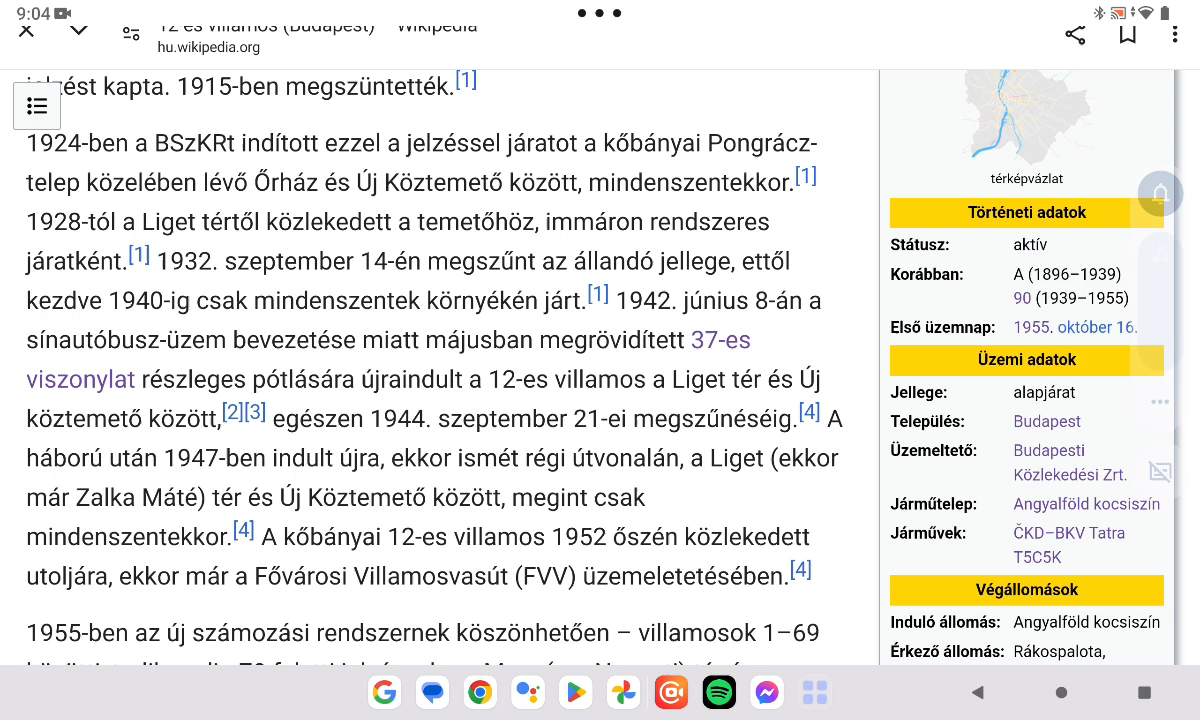 9:04
12-es villamos (Budapest) – Wikipédia
hu.wikipedia.org
jelzést kapta. 1915-ben megszüntették.[1]
1924-ben a BSzKRt indított ezzel a jelzéssel járatot a kőbányai Pongrácz-
telep közelében lévő Őrház és Új Köztemető között, mindenszentekkor.[1]
1928-tól a Liget tértől közlekedett a temetőhöz, immáron rendszeres
járatként.[1] 1932. szeptember 14-én megszűnt az állandó jellege, ettől
kezdve 1940-ig csak mindenszentek környékén járt.[1] 1942. június 8-án a
sínautóbusz-üzem bevezetése miatt májusban megrövidített 37-es
viszonylat részleges pótlására újraindult a 12-es villamos a Liget tér és Új
köztemető között,[2][3] egészen 1944. szeptember 21-ei megszűnéséig.[4] A
háború után 1947-ben indult újra, ekkor ismét régi útvonalán, a Liget (ekkor
már Zalka Máté) tér és Új Köztemető között, megint csak
mindenszentekkor.[4] A kőbányai 12-es villamos 1952 őszén közlekedett
utoljára, ekkor már a Fővárosi Villamosvasút (FVV) üzemeletetésében.[4]
1955-ben az új számozási rendszernek köszönhetően – villamosok 1–69
térképvázlat
Történeti adatok
Státusz: aktív
Korábban: A (1896–1939)
90 (1939–1955)
Első üzemnap: 1955. október 16.
Üzemi adatok
Jellege: alapjárat
Település: Budapest
Üzemeltető: Budapesti
Közlekedési Zrt.
Járműtelep: Angyalföld kocsiszín
Járművek: ČKD–BKV Tatra
T5C5K
Végállomások
Induló állomás: Angyalföld kocsiszín
Érkező állomás: Rákospalota,